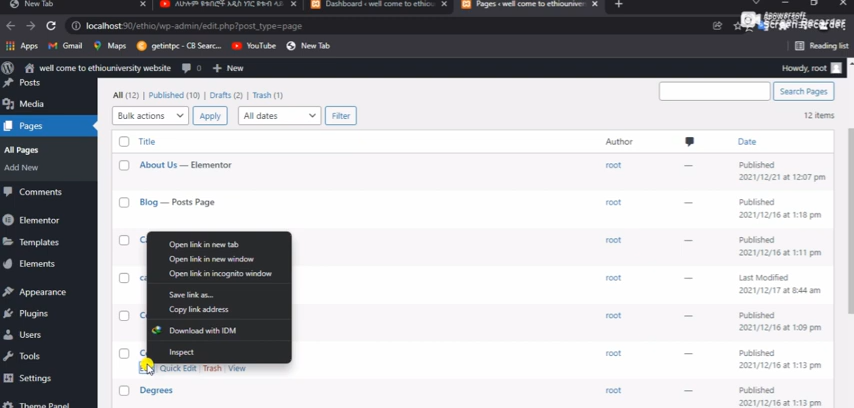 New Tab
Dashboard ‹ well come to ethiou
Pages ‹ well come to ethiouniver
localhost:90/ethio/wp-admin/edit.php?post_type=page
Screen Recorder
Apps
Gmail
Maps
getintpc - CB Searc...
YouTube
New Tab
Reading list
well come to ethiouniversity website
0
+ New
Howdy, root
Posts
Media
Pages
All Pages
Add New
Comments
Elementor
Templates
Elements
Appearance
Plugins
Users
Tools
Settings
Theme Panel
All (12) | Published (10) | Drafts (2) | Trash (1)
Search Pages
Bulk actions
Apply
All dates
Filter
12 items
Title
Author
Date
About Us — Elementor
root
—
Published
2021/12/21 at 12:07 pm
Blog — Posts Page
root
—
Published
2021/12/16 at 1:18 pm
root
—
Published
2021/12/16 at 1:11 pm
root
—
Last Modified
2021/12/17 at 8:44 am
root
—
Published
2021/12/16 at 1:09 pm
root
—
Published
2021/12/16 at 1:13 pm
Quick Edit | Trash | View
Degrees
root
—
Published
2021/12/16 at 1:13 pm
Open link in new tab
Open link in new window
Open link in incognito window
Save link as...
Copy link address
Download with IDM
Inspect